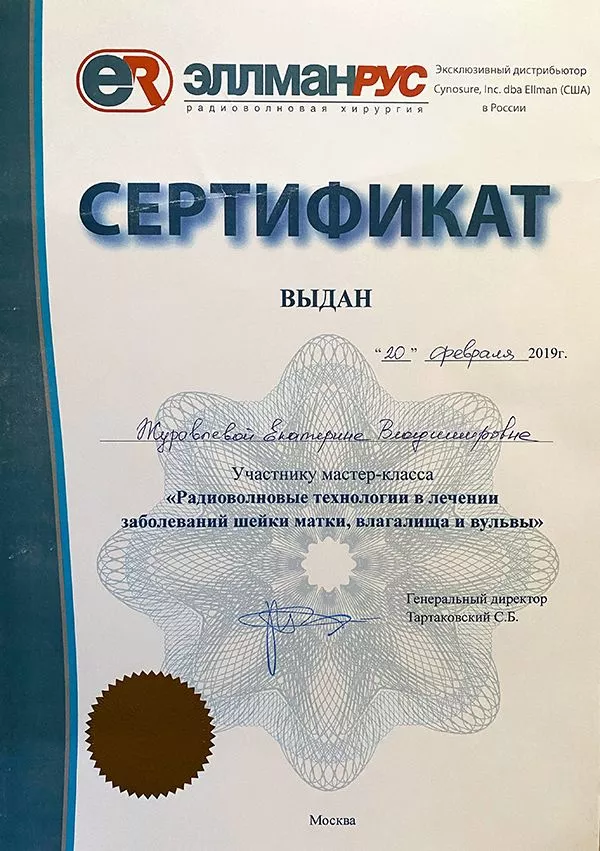 eR ЭЛЛМАНРУС
радиоволновая хирургия
Эксклюзивный дистрибьютор
Cynosure, Inc. dba Ellman (США)
в России
СЕРТИФИКАТ
ВЫДАН
“20” февраля 2019г.
Журавлевой Екатерине Владимировне
Участнику мастер-класса
«Радиоволновые технологии в лечении
заболеваний шейки матки, влагалища и вульвы»
Генеральный директор
Тартаковский С.Б.
Москва